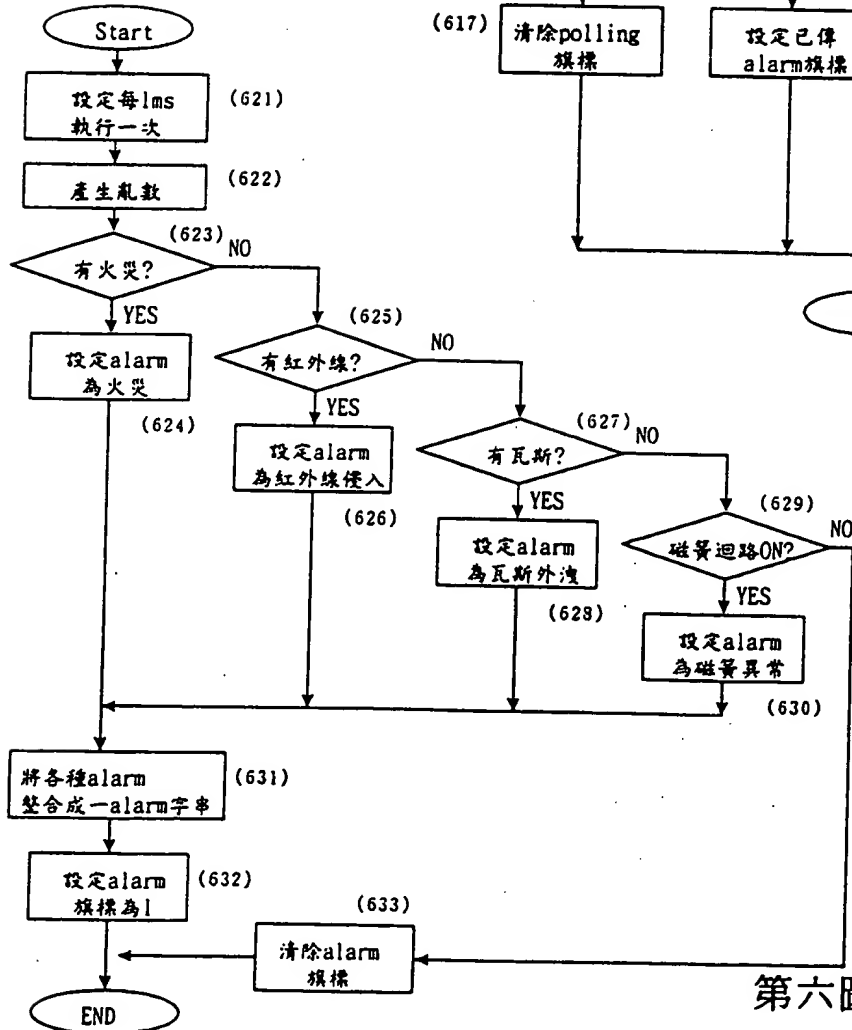 Start
設定每1ms
執行一次
(621)
產生亂數
(622)
有火災?
(623)
NO
YES
設定alarm
為火災
(624)
有紅外線?
(625)
NO
YES
設定alarm
為紅外線侵入
(626)
有瓦斯?
(627)
NO
YES
設定alarm
為瓦斯外洩
(628)
磁簧迴路ON?
(629)
NO
YES
設定alarm
為磁簧異常
(630)
將各種alarm
整合成一alarm字串
(631)
設定alarm
旗標為1
(632)
清除alarm
旗標
(633)
END
(617)
清除polling
旗標
設定已傳
alarm旗標
第六圖